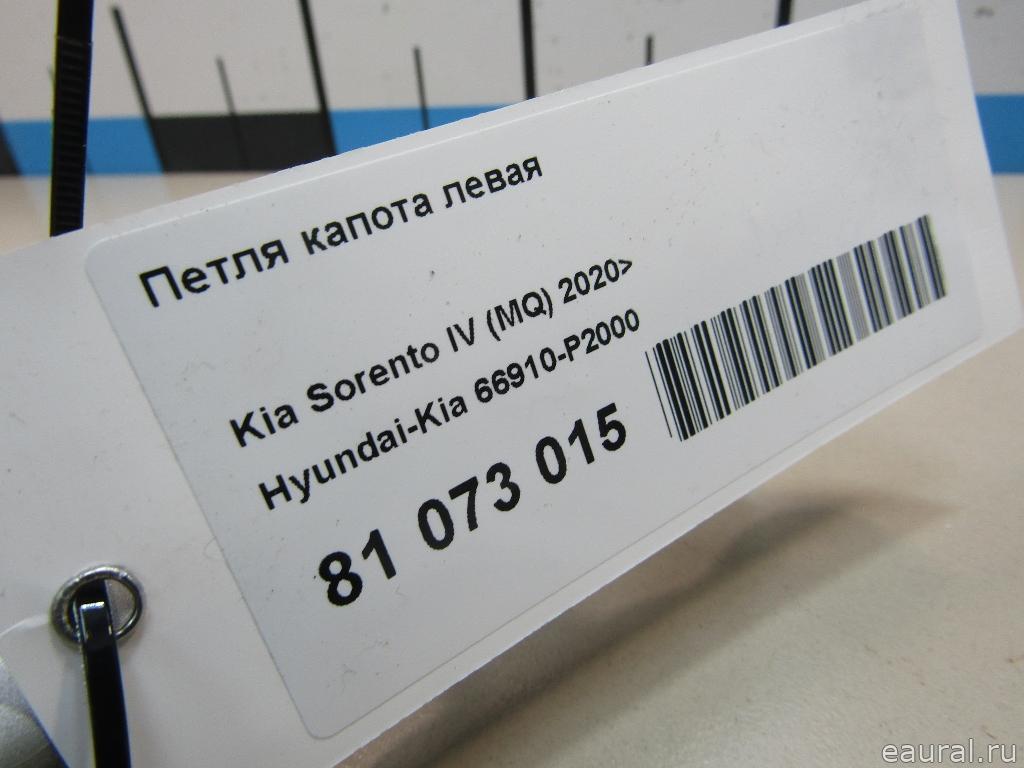 Петля капота левая
Kia Sorento IV (MQ) 2020>
Hyundai-Kia 66910-P2000
81 073 015
eaural.ru